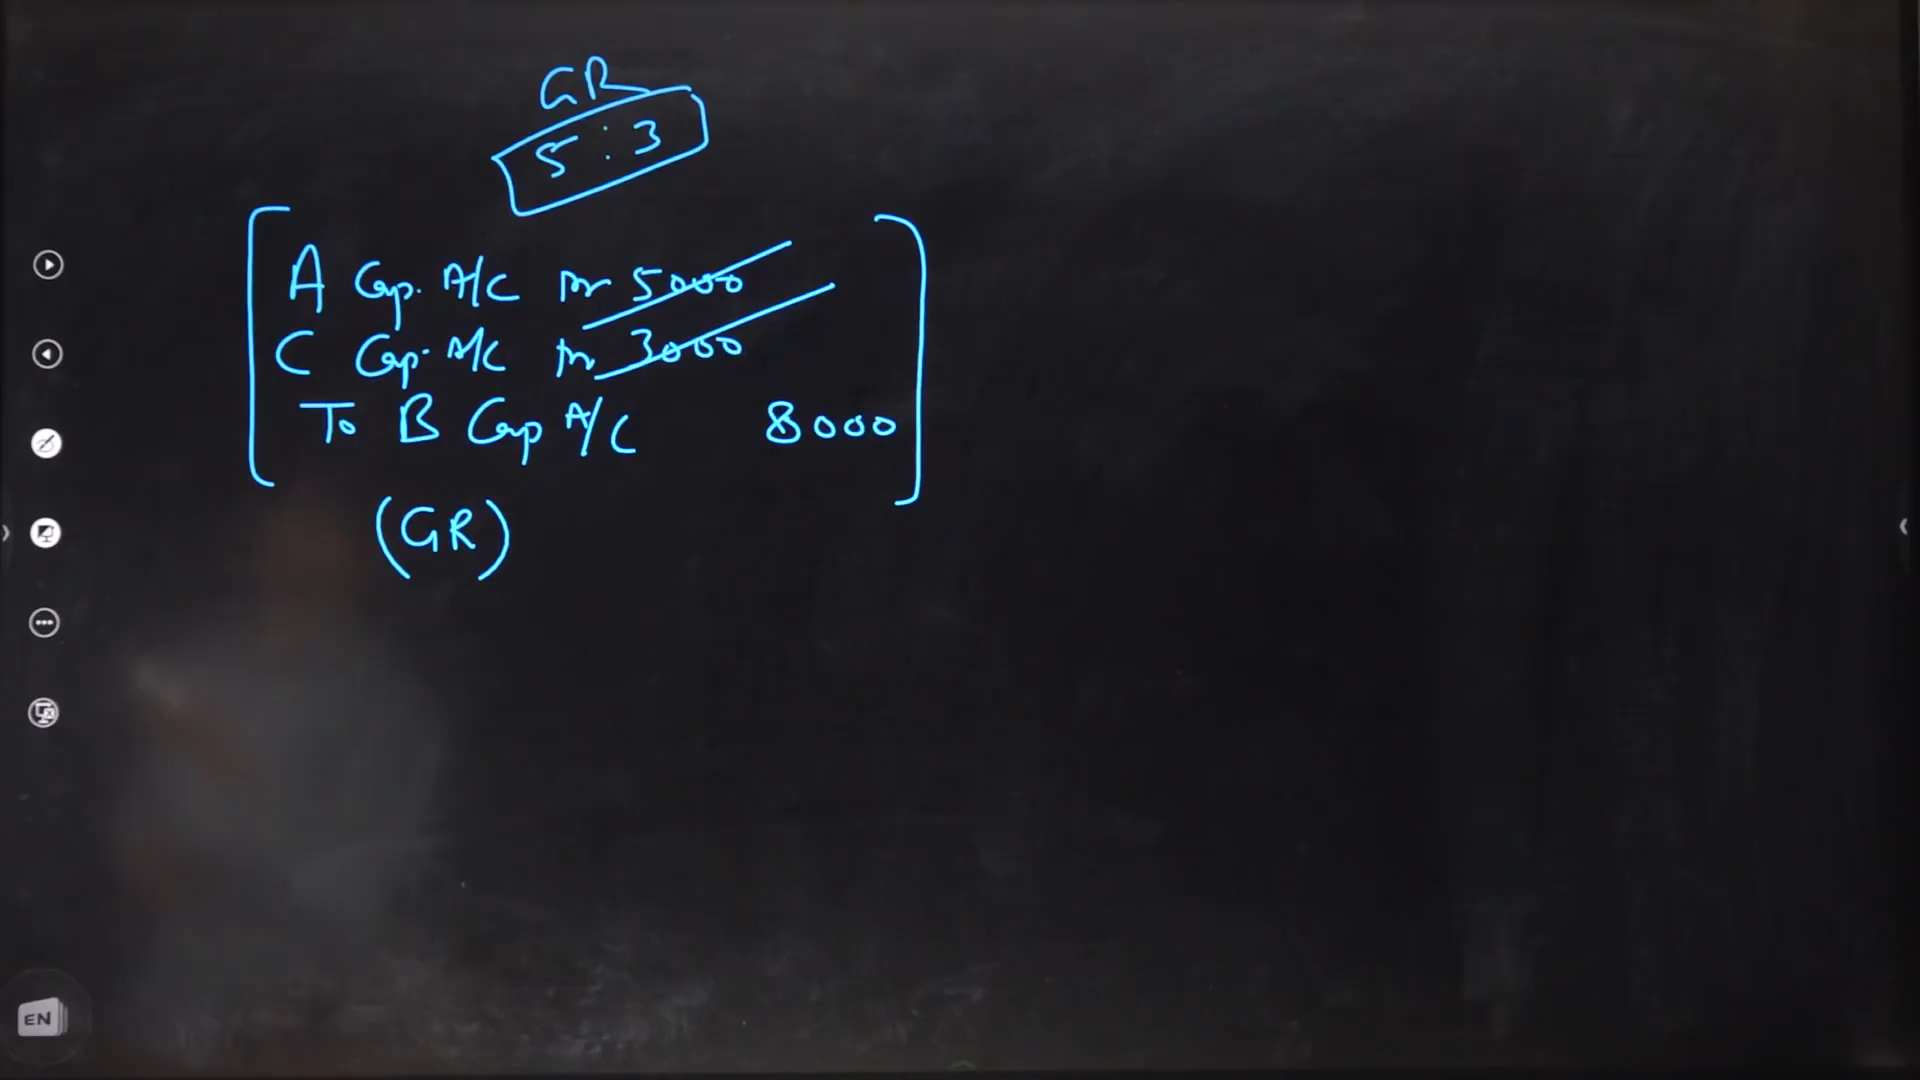 GR
5 : 3
A Cap. A/C Dr 5000
C Cap. A/C Dr 3000
To B Cap A/C 8000
(GR)
EN